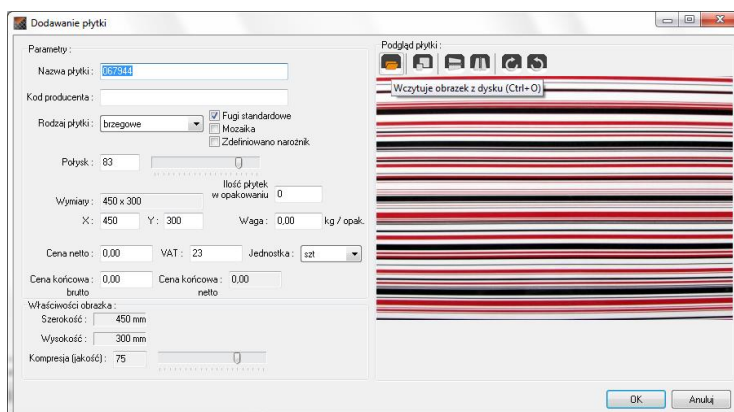 Dodawanie płytki
Parametry :
Nazwa płytki : 067944
Kod producenta :
Rodzaj płytki : brzegowe
Fugi standardowe
Mozaika
Zdefiniowano narożnik
Połysk : 83
Ilość płytek
w opakowaniu 0
Wymiary : 450 x 300
X : 450 Y : 300 Waga : 0,00 kg / opak.
Cena netto : 0,00 VAT : 23 Jednostka : szt
Cena końcowa : 0,00 Cena końcowa : 0,00
brutto netto
Właściwości obrazka :
Szerokość : 450 mm
Wysokość : 300 mm
Kompresja (jakość) : 75
Podgląd płytki :
Wczytuje obrazek z dysku (Ctrl+O)
OK Anuluj